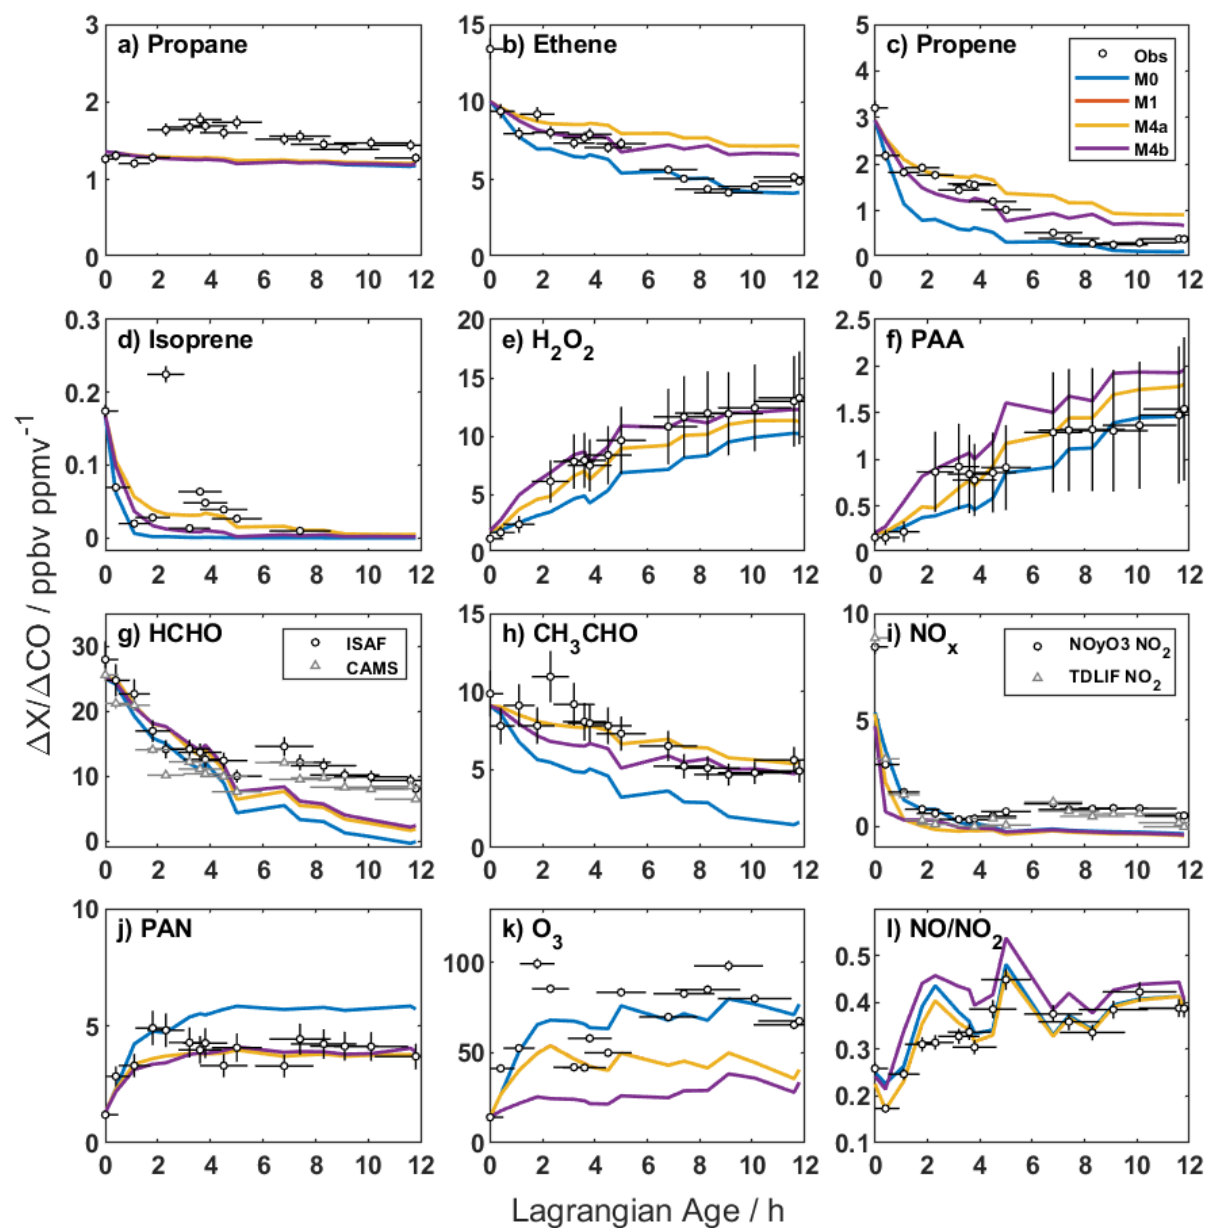 a) Propane
3
2
1
0
0 2 4 6 8 10 12
b) Ethene
15
10
5
0
0 2 4 6 8 10 12
c) Propene
5
4
3
2
1
0
0 2 4 6 8 10 12
Obs
M0
M1
M4a
M4b
d) Isoprene
0.3
0.2
0.1
0
0 2 4 6 8 10 12
e) H2O2
20
15
10
5
0
0 2 4 6 8 10 12
f) PAA
2.5
2
1.5
1
0.5
0
0 2 4 6 8 10 12
ΔX/ΔCO / ppbv ppmv-1
g) HCHO
30
20
10
0
0 2 4 6 8 10 12
ISAF
CAMS
h) CH3CHO
15
10
5
0
0 2 4 6 8 10 12
i) NOx
10
5
0
0 2 4 6 8 10 12
NOyO3 NO2
TDLIF NO2
j) PAN
10
5
0
0 2 4 6 8 10 12
k) O3
100
50
0
0 2 4 6 8 10 12
l) NO/NO2
0.5
0.4
0.3
0.2
0.1
0 2 4 6 8 10 12
Lagrangian Age / h